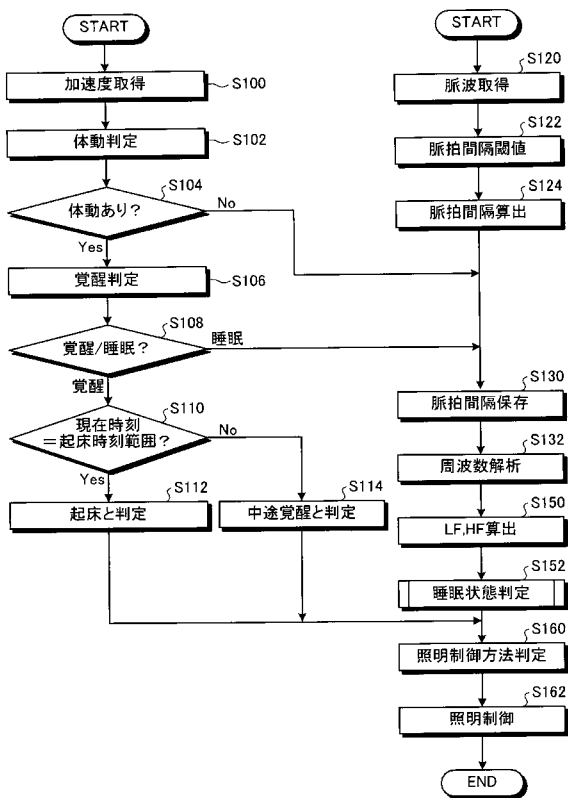 START
加速度取得
S100
体動判定
S102
S104
体動あり?
No
Yes
覚醒判定
S106
S108
覚醒/睡眠?
睡眠
覚醒
S110
現在時刻
=起床時刻範囲?
No
Yes
S112
起床と判定
S114
中途覚醒と判定
START
S120
脈波取得
S122
脈拍間隔閾値
S124
脈拍間隔算出
S130
脈拍間隔保存
S132
周波数解析
S150
LF,HF算出
S152
睡眠状態判定
S160
照明制御方法判定
S162
照明制御
END